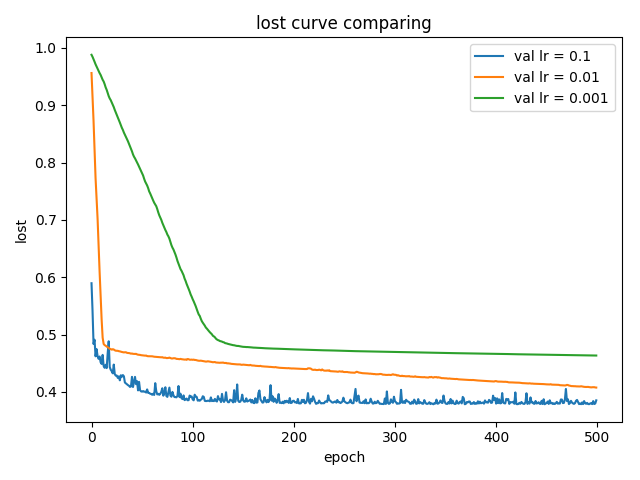 lost curve comparing
1.0
0.9
0.8
0.7
0.6
0.5
0.4
lost
val lr = 0.1
val lr = 0.01
val lr = 0.001
0 100 200 300 400 500
epoch